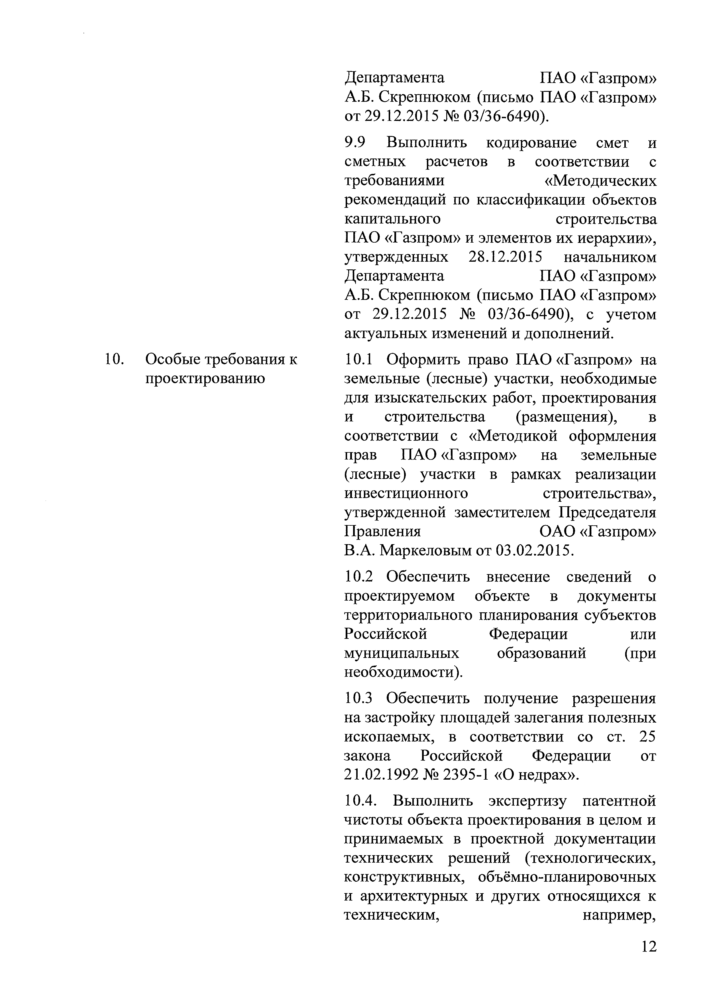 Департамента ПАО «Газпром»
А.Б. Скрепнюком (письмо ПАО «Газпром»
от 29.12.2015 № 03/36-6490).
9.9 Выполнить кодирование смет и
сметных расчетов в соответствии с
требованиями «Методических
рекомендаций по классификации объектов
капитального строительства
ПАО «Газпром» и элементов их иерархии»,
утвержденных 28.12.2015 начальником
Департамента ПАО «Газпром»
А.Б. Скрепнюком (письмо ПАО «Газпром»
от 29.12.2015 № 03/36-6490), с учетом
актуальных изменений и дополнений.
10. Особые требования к
проектированию
10.1 Оформить право ПАО «Газпром» на
земельные (лесные) участки, необходимые
для изыскательских работ, проектирования
и строительства (размещения), в
соответствии с «Методикой оформления
прав ПАО «Газпром» на земельные
(лесные) участки в рамках реализации
инвестиционного строительства»,
утвержденной заместителем Председателя
Правления ОАО «Газпром»
В.А. Маркеловым от 03.02.2015.
10.2 Обеспечить внесение сведений о
проектируемом объекте в документы
территориального планирования субъектов
Российской Федерации или
муниципальных образований (при
необходимости).
10.3 Обеспечить получение разрешения
на застройку площадей залегания полезных
ископаемых, в соответствии со ст. 25
закона Российской Федерации от
21.02.1992 № 2395-1 «О недрах».
10.4. Выполнить экспертизу патентной
чистоты объекта проектирования в целом и
принимаемых в проектной документации
технических решений (технологических,
конструктивных, объёмно-планировочных
и архитектурных и других относящихся к
техническим, например,
12